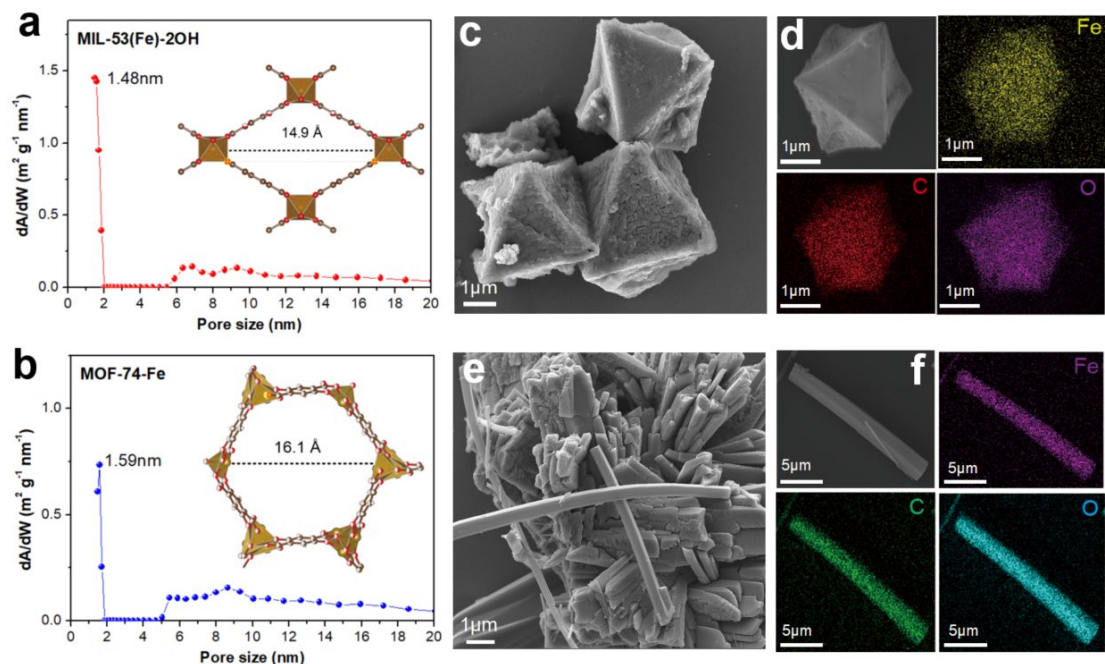 a
MIL-53(Fe)-2OH
1.48nm
14.9 Å
dA/dW (m² g⁻¹ nm⁻¹)
1.5
1.0
0.5
0.0
0 2 4 6 8 10 12 14 16 18 20
Pore size (nm)
c
1μm
d
1μm
Fe
1μm
C
1μm
O
1μm
b
MOF-74-Fe
1.59nm
16.1 Å
dA/dW (m² g⁻¹ nm⁻¹)
1.0
0.5
0.0
0 2 4 6 8 10 12 14 16 18 20
Pore size (nm)
e
1μm
f
5μm
Fe
5μm
C
5μm
O
5μm